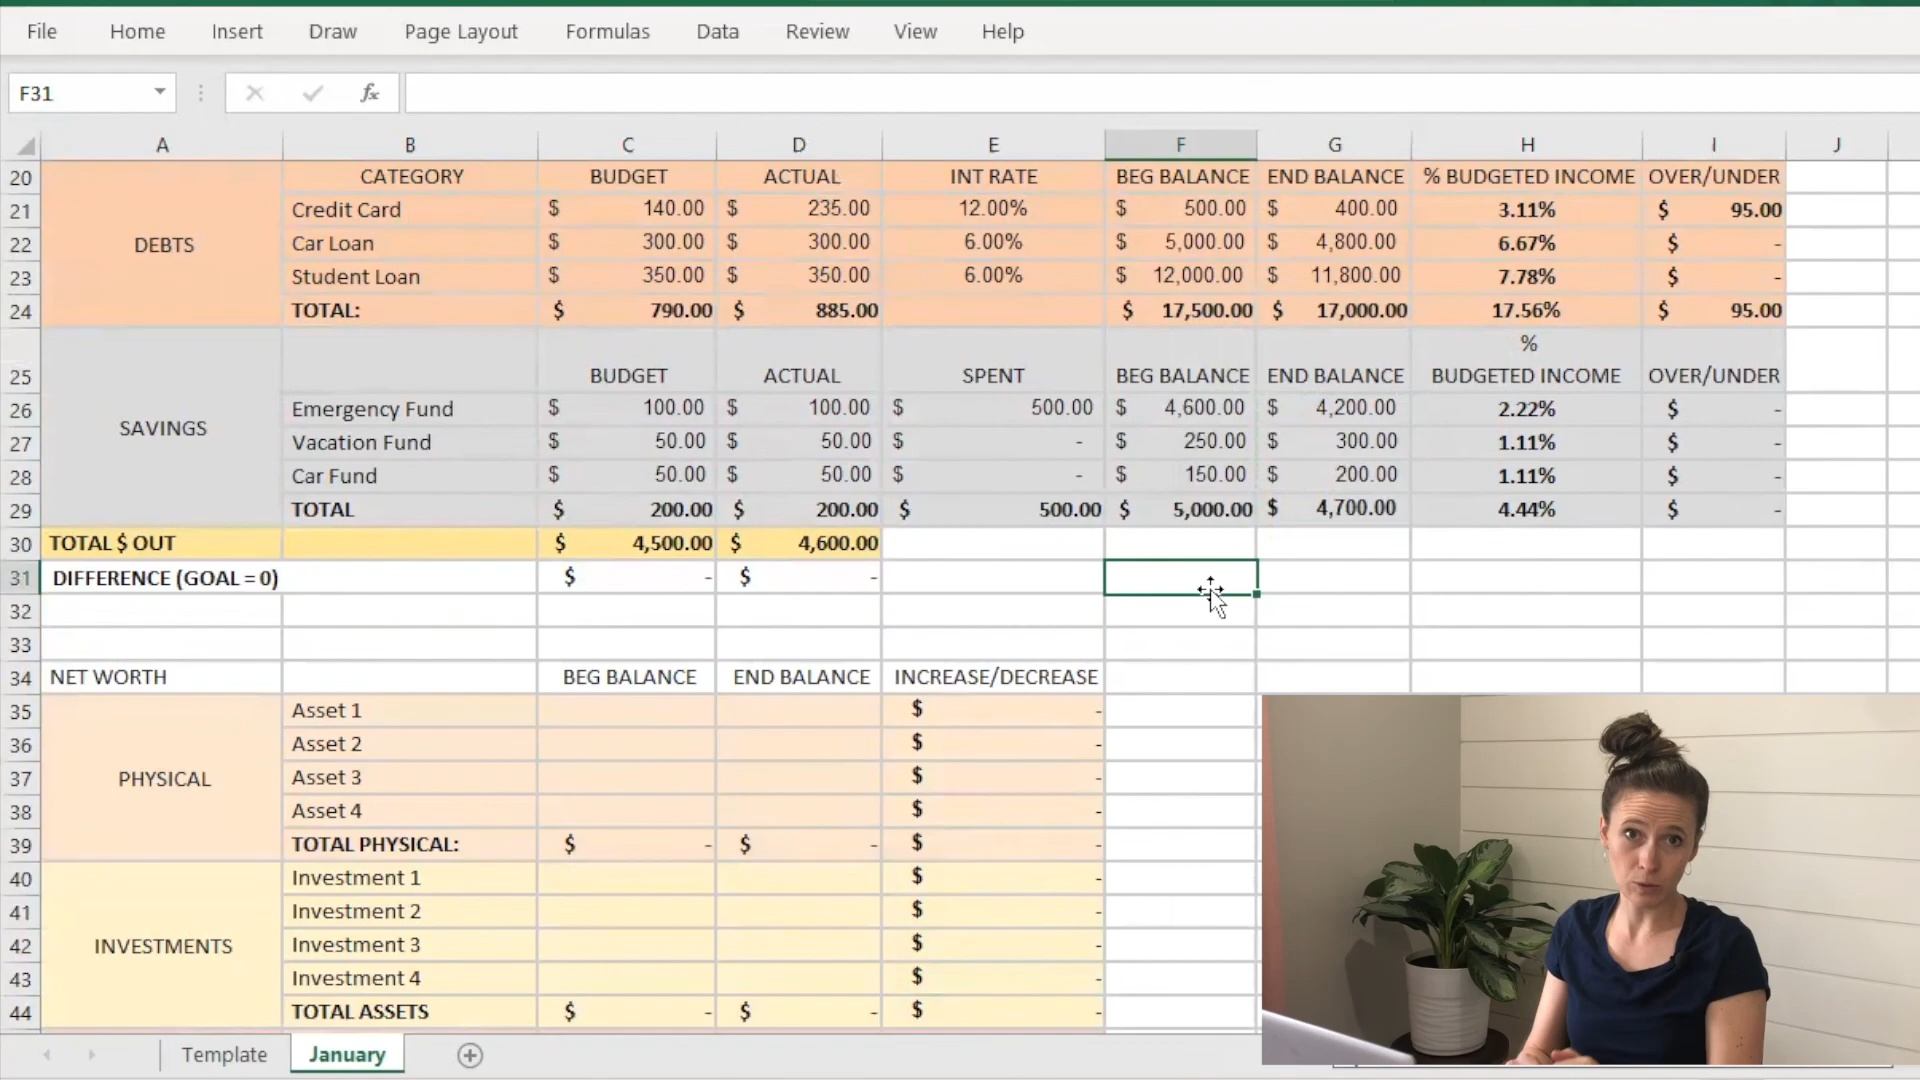 File Home Insert Draw Page Layout Formulas Data Review View Help
F31 fx
A B C D E F G H I J
20 CATEGORY BUDGET ACTUAL INT RATE BEG BALANCE END BALANCE % BUDGETED INCOME OVER/UNDER
21 Credit Card $ 140.00 $ 235.00 12.00% $ 500.00 $ 400.00 3.11% $ 95.00
22 DEBTS Car Loan $ 300.00 $ 300.00 6.00% $ 5,000.00 $ 4,800.00 6.67% $ -
23 Student Loan $ 350.00 $ 350.00 6.00% $ 12,000.00 $ 11,800.00 7.78% $ -
24 TOTAL: $ 790.00 $ 885.00 $ 17,500.00 $ 17,000.00 17.56% $ 95.00
%
25 BUDGET ACTUAL SPENT BEG BALANCE END BALANCE BUDGETED INCOME OVER/UNDER
26 Emergency Fund $ 100.00 $ 100.00 $ 500.00 $ 4,600.00 $ 4,200.00 2.22% $ -
27 SAVINGS Vacation Fund $ 50.00 $ 50.00 $ - $ 250.00 $ 300.00 1.11% $ -
28 Car Fund $ 50.00 $ 50.00 $ - $ 150.00 $ 200.00 1.11% $ -
29 TOTAL $ 200.00 $ 200.00 $ 500.00 $ 5,000.00 $ 4,700.00 4.44% $ -
30 TOTAL $ OUT $ 4,500.00 $ 4,600.00
31 DIFFERENCE (GOAL = 0) $ - $ -
32
33
34 NET WORTH BEG BALANCE END BALANCE INCREASE/DECREASE
35 Asset 1 $ -
36 Asset 2 $ -
37 PHYSICAL Asset 3 $ -
38 Asset 4 $ -
39 TOTAL PHYSICAL: $ - $ - $ -
40 Investment 1 $ -
41 Investment 2 $ -
42 INVESTMENTS Investment 3 $ -
43 Investment 4 $ -
44 TOTAL ASSETS $ - $ - $ -
Template January